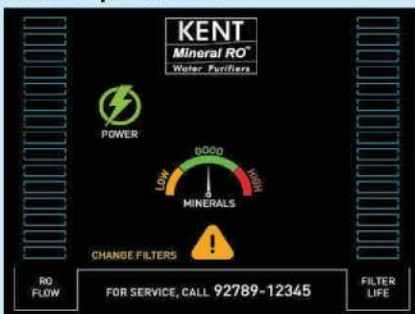 KENT
Mineral RO™
Water Purifiers
POWER
LOW GOOD HIGH
MINERALS
CHANGE FILTERS
RO FLOW
FOR SERVICE, CALL 92789-12345
FILTER LIFE